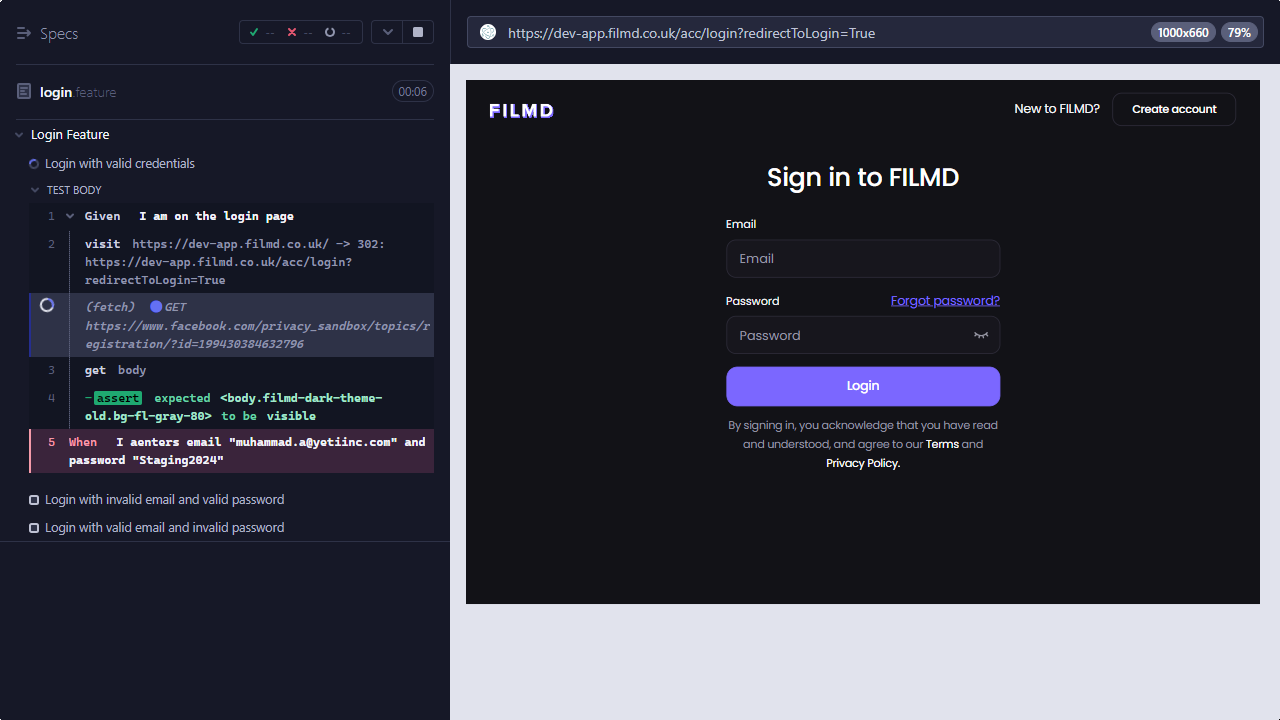 Specs
-- -- --
login.feature
00:06
Login Feature
Login with valid credentials
TEST BODY
1 Given I am on the login page
2 visit https://dev-app.filmd.co.uk/ -> 302:
https://dev-app.filmd.co.uk/acc/login?
redirectToLogin=True
(fetch) GET
https://www.facebook.com/privacy_sandbox/topics/r
egistration/?id=199430384632796
3 get body
4 -assert expected <body.filmd-dark-theme-
old.bg-fl-gray-80> to be visible
5 When I aenters email "muhammad.a@yetiinc.com" and
password "Staging2024"
Login with invalid email and valid password
Login with valid email and invalid password
https://dev-app.filmd.co.uk/acc/login?redirectToLogin=True
1000x660 79%
FILMD
New to FILMD? Create account
Sign in to FILMD
Email
Email
Password Forgot password?
Password
Login
By signing in, you acknowledge that you have read
and understood, and agree to our Terms and
Privacy Policy.